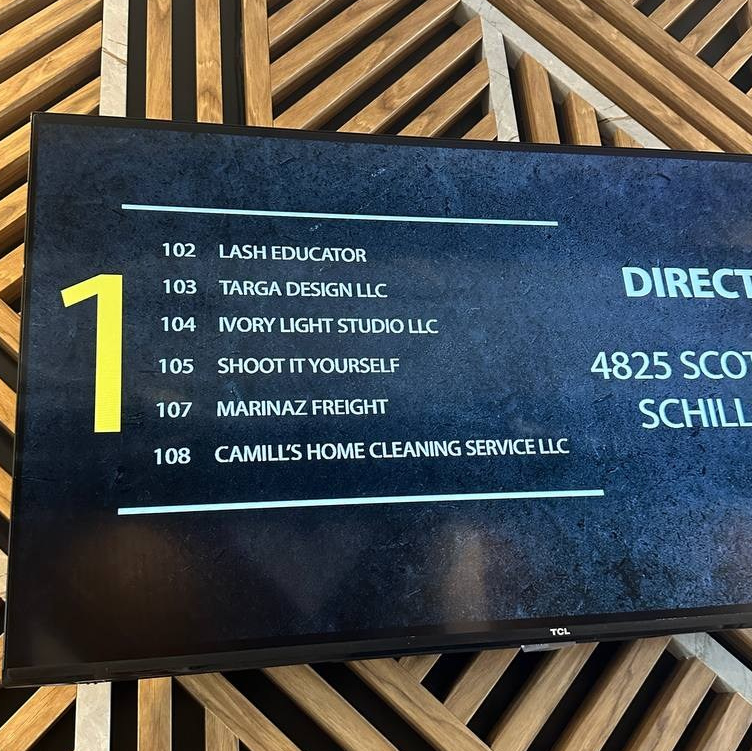 1
102 LASH EDUCATOR
103 TARGA DESIGN LLC
104 IVORY LIGHT STUDIO LLC
105 SHOOT IT YOURSELF
107 MARINAZ FREIGHT
108 CAMILL'S HOME CLEANING SERVICE LLC
DIRECT
4825 SCOT
SCHILL
TCL